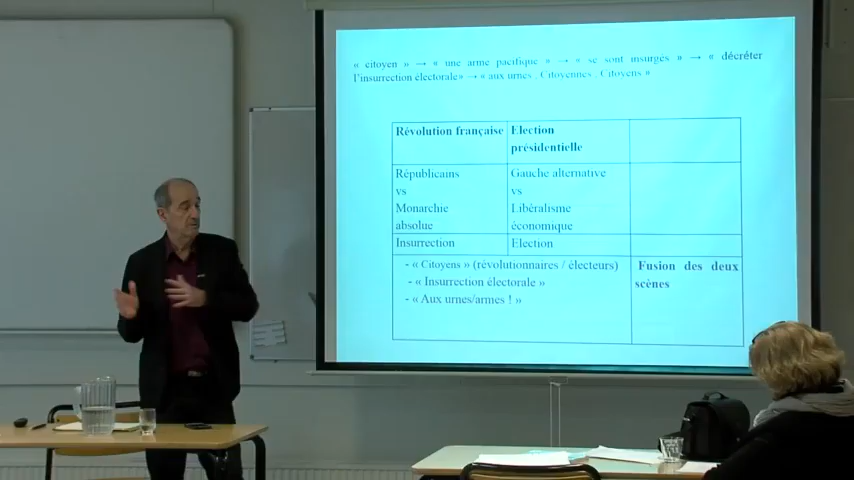 « citoyen » → « une arme pacifique » → « se sont insurgés » → « décréter
l'insurrection électorale» → « aux urnes , Citoyennes , Citoyens »
Révolution française
Election
présidentielle
Républicains
vs
Monarchie
absolue
Gauche alternative
vs
Libéralisme
économique
Insurrection
Election
- « Citoyens » (révolutionnaires / électeurs)
- « Insurrection électorale »
- « Aux urnes/armes ! »
Fusion des deux
scènes